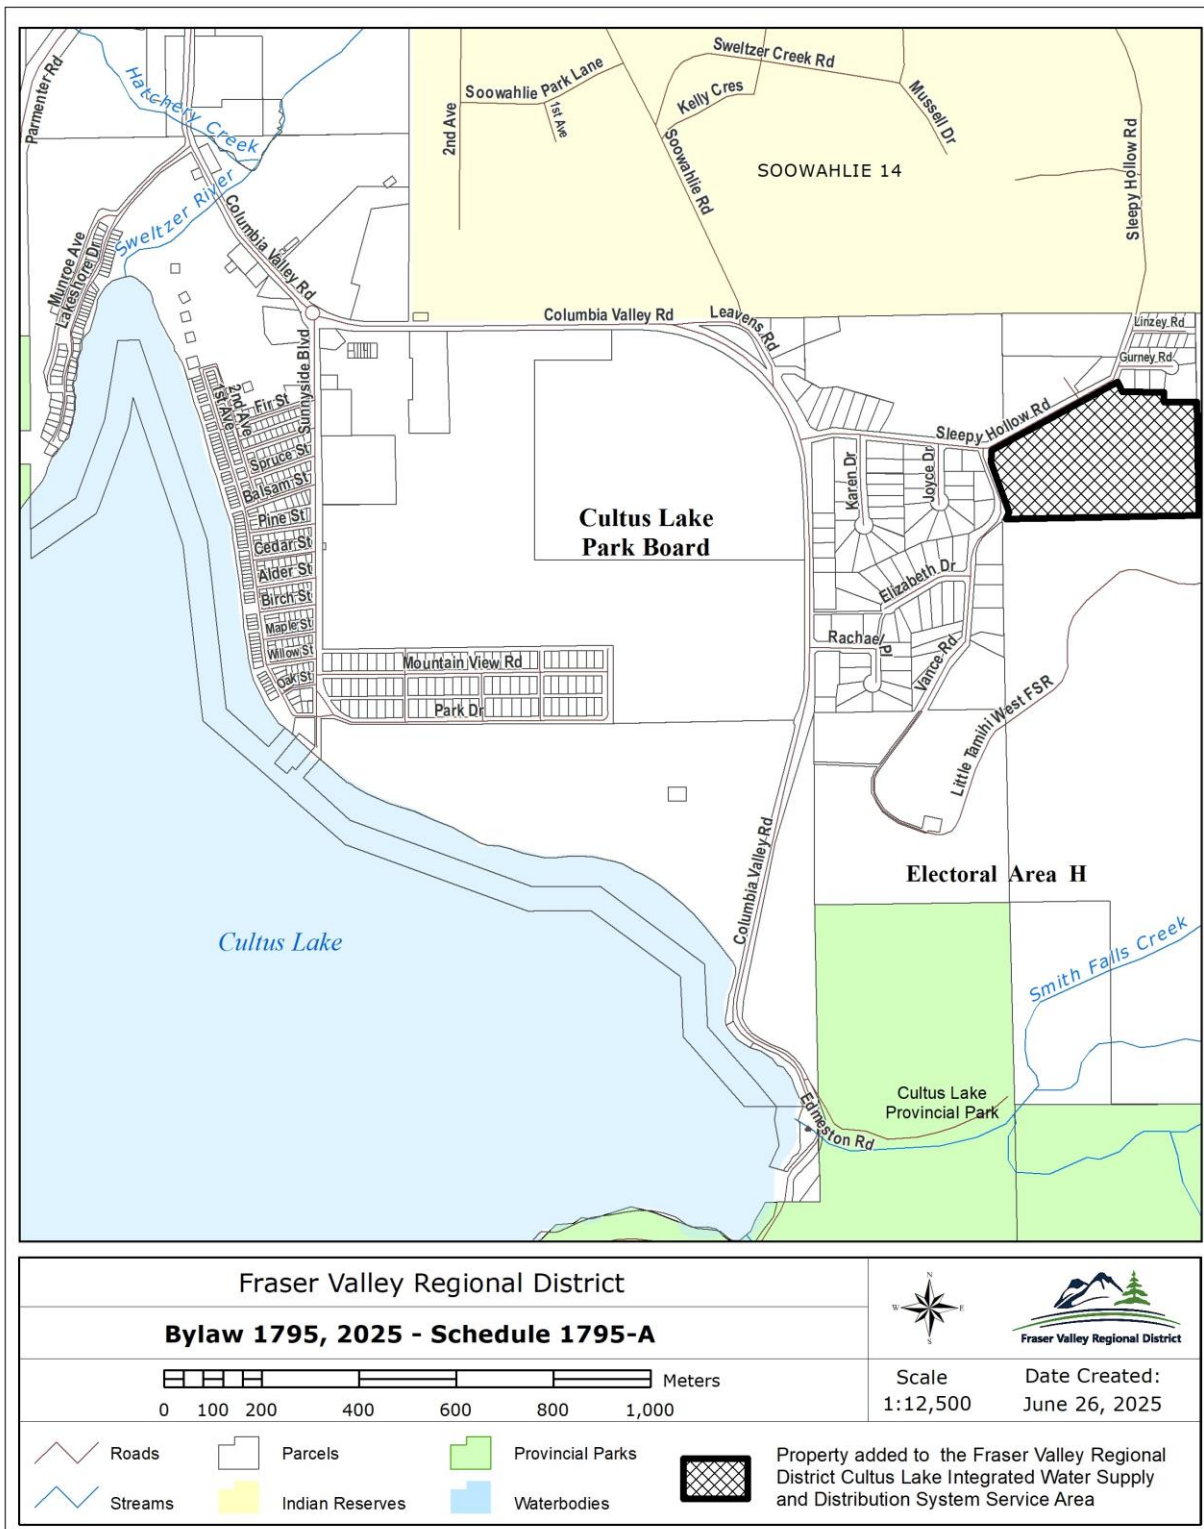 Parmenter Rd
Hatchery Creek
Sweltzer River
Munroe Ave
Lakeshore Dr
Columbia Valley Rd
2nd Ave
Soowahlie Park Lane
1st Ave
Sweltzer Creek Rd
Kelly Cres
Mussell Dr
Soowahlie Rd
SOOWAHLIE 14
Sleepy Hollow Rd
Columbia Valley Rd
Leavens Rd
Linzey Rd
Gurney Rd
Sunnyside Blvd
2nd Ave
1st Ave
Fir St
Spruce St
Balsam St
Pine St
Cedar St
Alder St
Birch St
Maple St
Willow St
Oak St
Sleepy Hollow Rd
Karen Dr
Joyce Dr
Cultus Lake
Park Board
Elizabeth Dr
Rachael Pl
Vance Rd
Mountain View Rd
Park Dr
Little Tamihi West FSR
Columbia Valley Rd
Electoral Area H
Cultus Lake
Smith Falls Creek
Cultus Lake
Provincial Park
Edmeston Rd
Fraser Valley Regional District
Bylaw 1795, 2025 - Schedule 1795-A
Meters
0 100 200 400 600 800 1,000
N
W E
S
Fraser Valley Regional District
Scale
1:12,500
Date Created:
June 26, 2025
Roads
Parcels
Provincial Parks
Streams
Indian Reserves
Waterbodies
Property added to the Fraser Valley Regional
District Cultus Lake Integrated Water Supply
and Distribution System Service Area